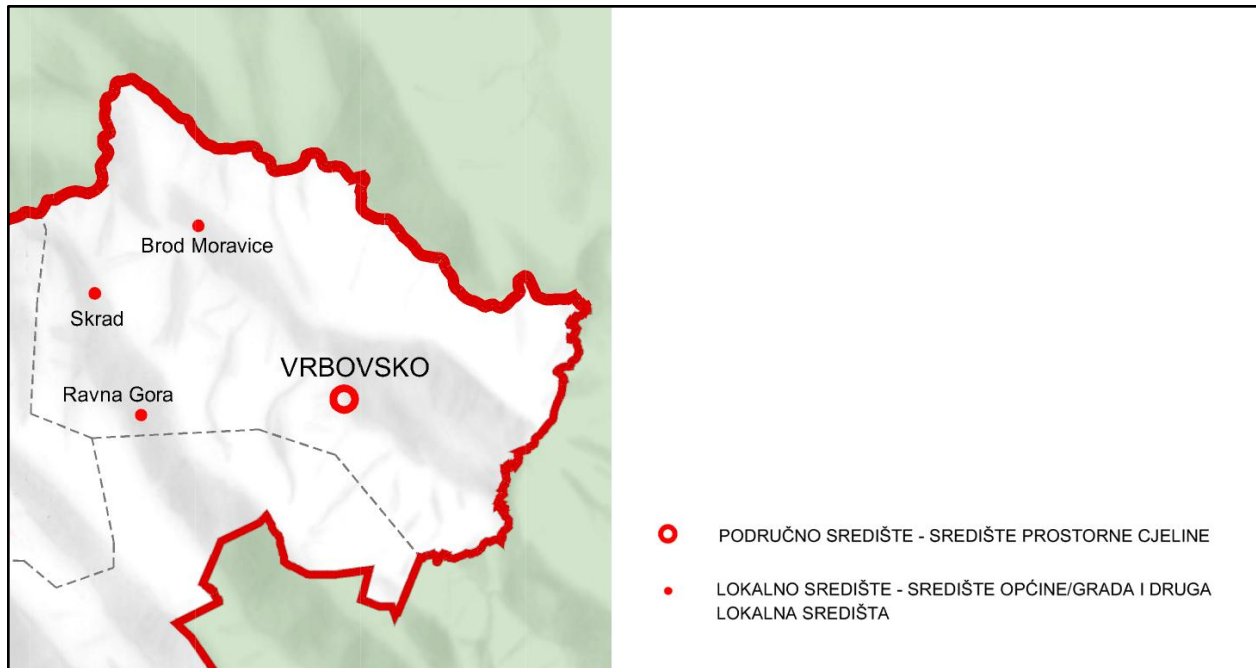 Brod Moravice
Skrad
VRBOVSKO
Ravna Gora
PODRUČNO SREDIŠTE - SREDIŠTE PROSTORNE CJELINE
LOKALNO SREDIŠTE - SREDIŠTE OPĆINE/GRADA I DRUGA
LOKALNA SREDIŠTA